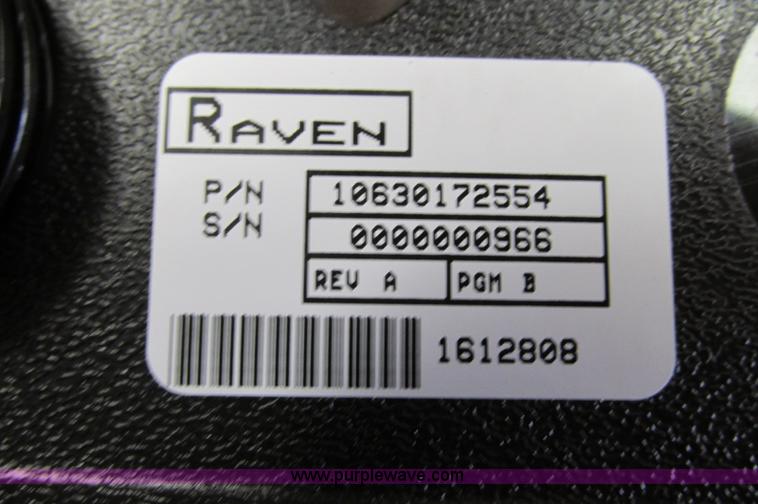 RAVEN
P/N 10630172554
S/N 0000000966
REV A PGM B
1612808
www.purplewave.com